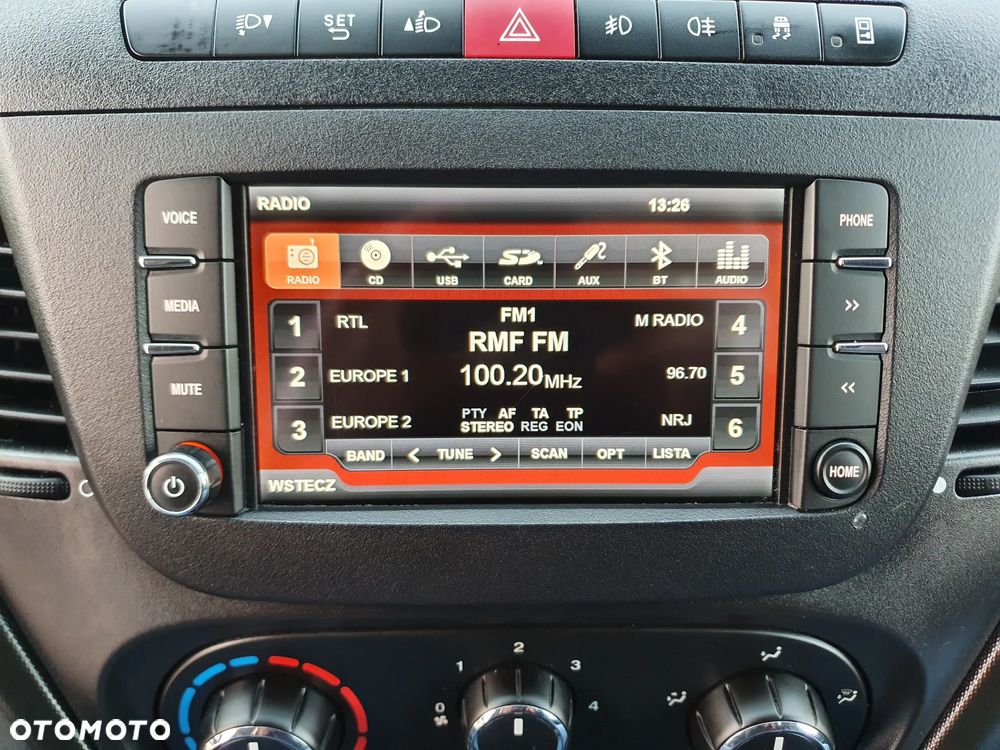 SET
VOICE
MEDIA
MUTE
PHONE
HOME
RADIO 13:26
RADIO CD USB SD CARD AUX BT AUDIO
1 RTL FM1 M RADIO 4
RMF FM
2 EUROPE 1 100.20MHz 96.70 5
3 EUROPE 2 PTY AF TA TP NRJ 6
STEREO REG EON
BAND < TUNE > SCAN OPT LISTA
WSTECZ
>>
<<
0 1 2 3 4
OTOMOTO